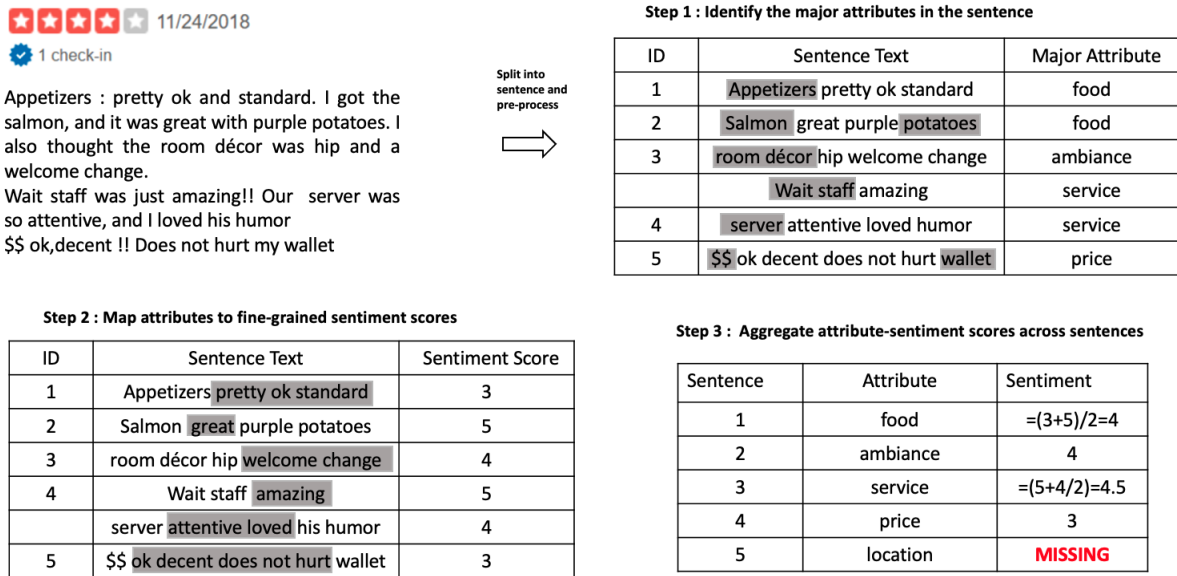 11/24/2018
1 check-in
Appetizers : pretty ok and standard. I got the
salmon, and it was great with purple potatoes. I
also thought the room décor was hip and a
welcome change.
Wait staff was just amazing!! Our server was
so attentive, and I loved his humor
$$ ok,decent !! Does not hurt my wallet
Split into
sentence and
pre-process
Step 1 : Identify the major attributes in the sentence
ID Sentence Text Major Attribute
1 Appetizers pretty ok standard food
2 Salmon great purple potatoes food
3 room décor hip welcome change ambiance
Wait staff amazing service
4 server attentive loved humor service
5 $$ ok decent does not hurt wallet price
Step 2 : Map attributes to fine-grained sentiment scores
ID Sentence Text Sentiment Score
1 Appetizers pretty ok standard 3
2 Salmon great purple potatoes 5
3 room décor hip welcome change 4
4 Wait staff amazing 5
server attentive loved his humor 4
5 $$ ok decent does not hurt wallet 3
Step 3 : Aggregate attribute-sentiment scores across sentences
Sentence Attribute Sentiment
1 food =(3+5)/2=4
2 ambiance 4
3 service =(5+4/2)=4.5
4 price 3
5 location MISSING